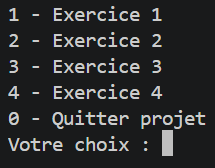 1 - Exercice 1
2 - Exercice 2
3 - Exercice 3
4 - Exercice 4
0 - Quitter projet
Votre choix :